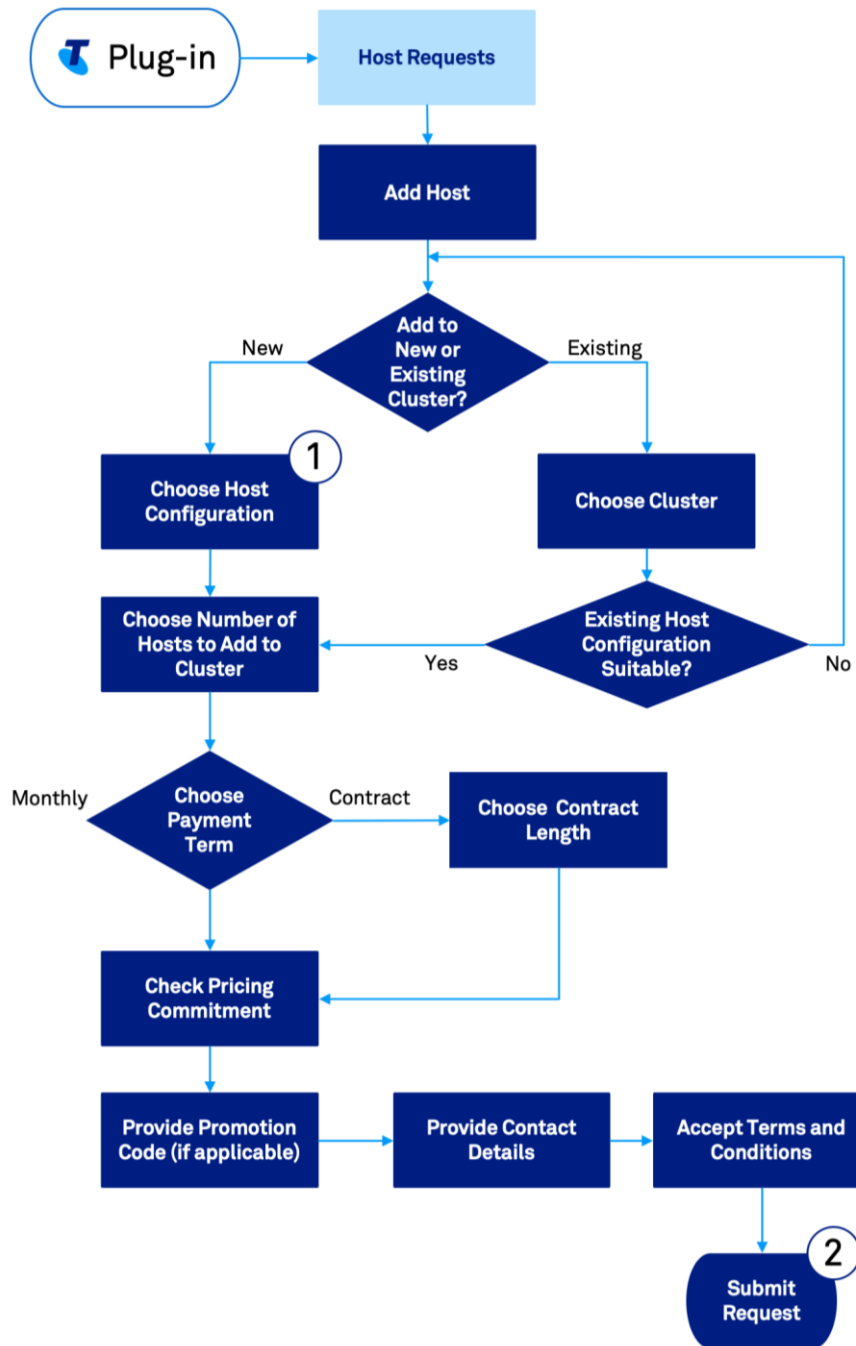 T Plug-in
Host Requests
Add Host
Add to
New or
Existing
Cluster?
New
Existing
1
Choose Host
Configuration
Choose Cluster
Choose Number of
Hosts to Add to
Cluster
Existing Host
Configuration
Suitable?
Yes
No
Monthly
Choose
Payment
Term
Contract
Choose Contract
Length
Check Pricing
Commitment
Provide Promotion
Code (if applicable)
Provide Contact
Details
Accept Terms and
Conditions
2
Submit
Request